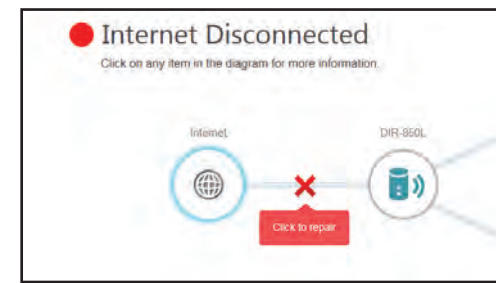 Internet Disconnected
Click on any item in the diagram for more information.
Internet
DIR-850L
Click to repair